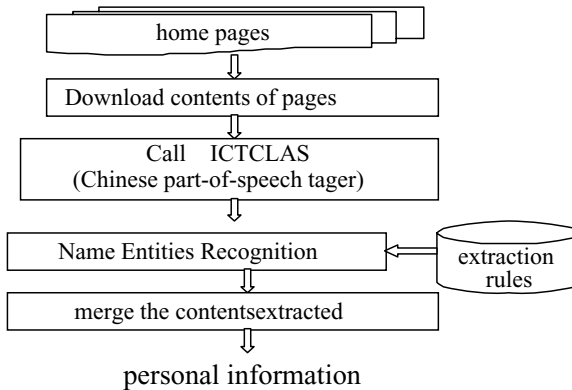 home pages
Download contents of pages
Call ICTCLAS
(Chinese part-of-speech tager)
Name Entities Recognition
extraction
rules
merge the contentsextracted
personal information